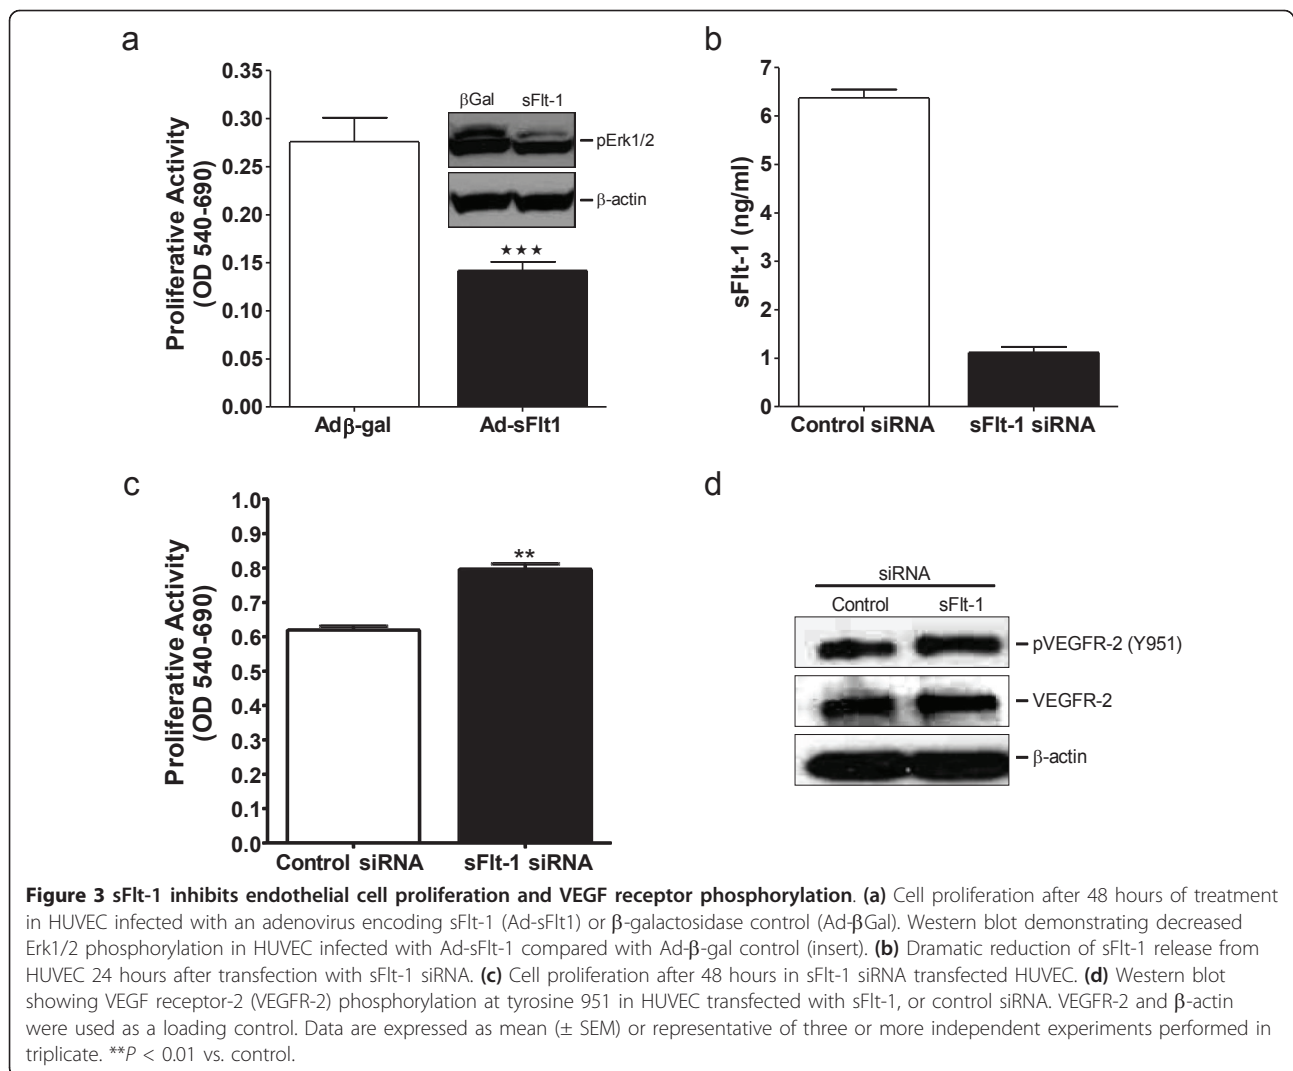 a
0.35
0.30
0.25
0.20
0.15
0.10
0.05
0.00
Proliferative Activity
(OD 540-690)
βGal sFlt-1
pErk1/2
β-actin
★★★
Adβ-gal Ad-sFlt1
b
7
6
5
4
3
2
1
0
sFlt-1 (ng/ml)
Control siRNA sFlt-1 siRNA
c
1.0
0.9
0.8
0.7
0.6
0.5
0.4
0.3
0.2
0.1
0.0
Proliferative Activity
(OD 540-690)
**
Control siRNA sFlt-1 siRNA
d
siRNA
Control sFlt-1
pVEGFR-2 (Y951)
VEGFR-2
β-actin
Figure 3 sFlt-1 inhibits endothelial cell proliferation and VEGF receptor phosphorylation. (a) Cell proliferation after 48 hours of treatment
in HUVEC infected with an adenovirus encoding sFlt-1 (Ad-sFlt1) or β-galactosidase control (Ad-βGal). Western blot demonstrating decreased
Erk1/2 phosphorylation in HUVEC infected with Ad-sFlt-1 compared with Ad-β-gal control (insert). (b) Dramatic reduction of sFlt-1 release from
HUVEC 24 hours after transfection with sFlt-1 siRNA. (c) Cell proliferation after 48 hours in sFlt-1 siRNA transfected HUVEC. (d) Western blot
showing VEGF receptor-2 (VEGFR-2) phosphorylation at tyrosine 951 in HUVEC transfected with sFlt-1, or control siRNA. VEGFR-2 and β-actin
were used as a loading control. Data are expressed as mean (± SEM) or representative of three or more independent experiments performed in
triplicate. **P < 0.01 vs. control.